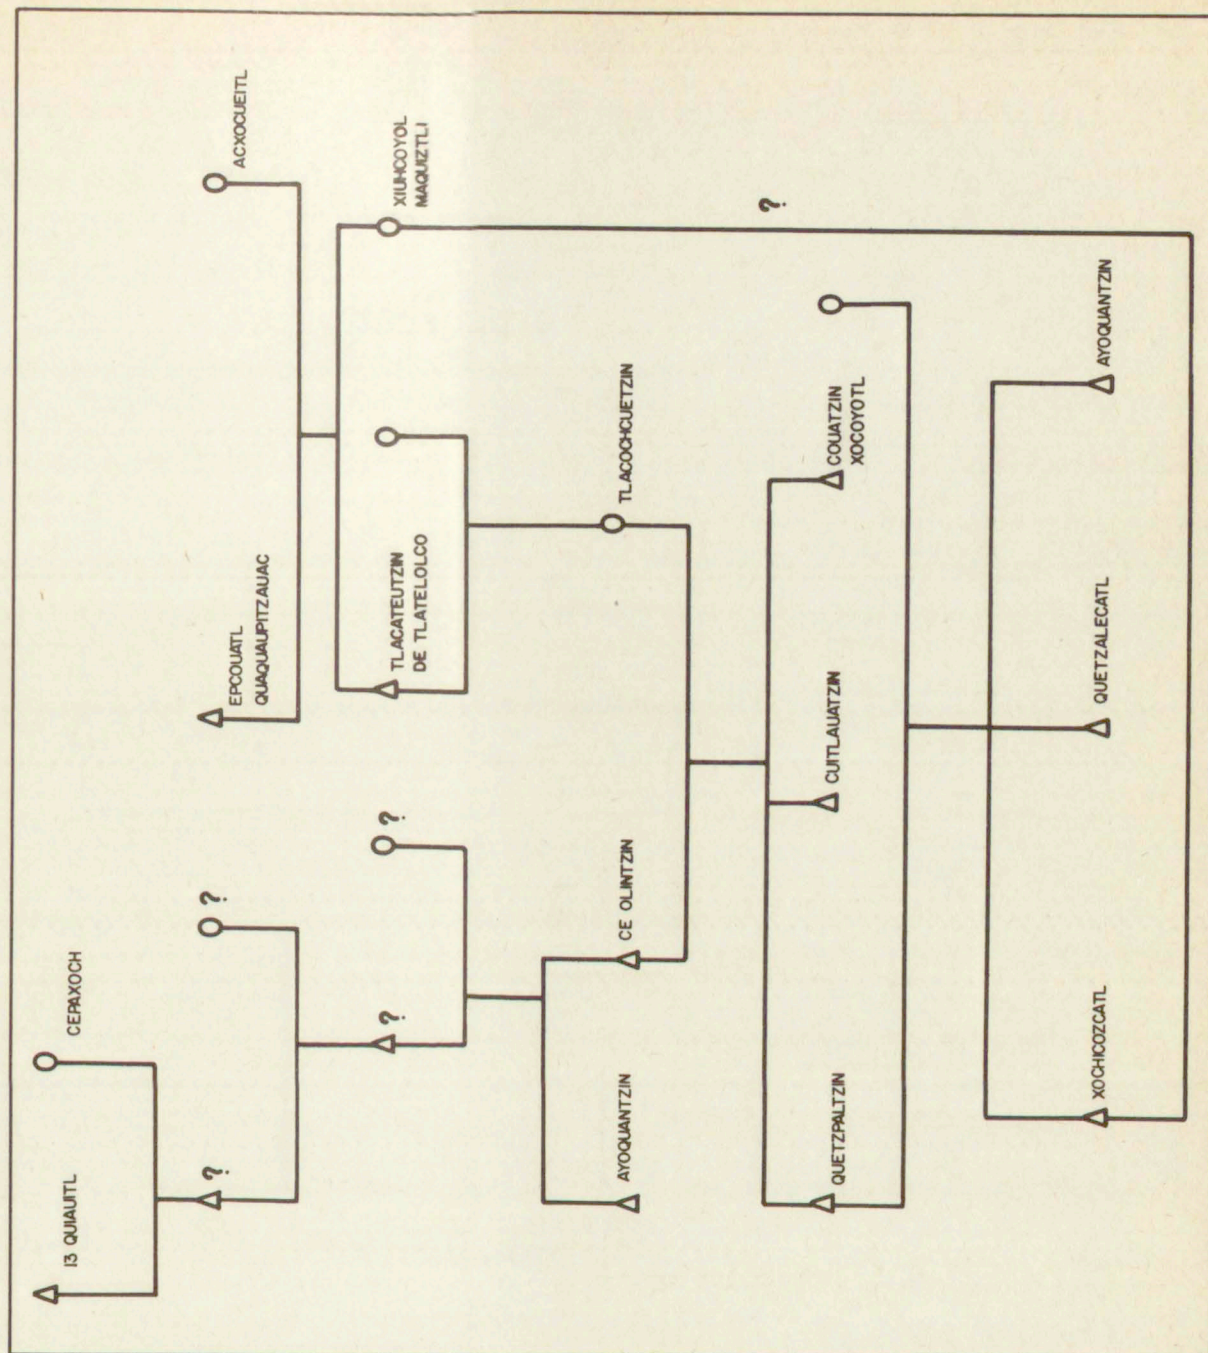 13 QUIAUITL
CEPAXOCH
?
?
EPCOUATL
QUAQUAUPITZAUAC
ACXOCUEITL
?
?
TLACATEUTZIN
DE TLATELOLCO
XIUHCOYOL
MAQUIZTLI
AYOQUANTZIN
CE OLINTZIN
TLACOCHCUETZIN
?
QUETZPALTZIN
CUITLAUATZIN
COUATZIN
XOCOYOTL
XOCHICOZCATL
QUETZALECATL
AYOQUANTZIN